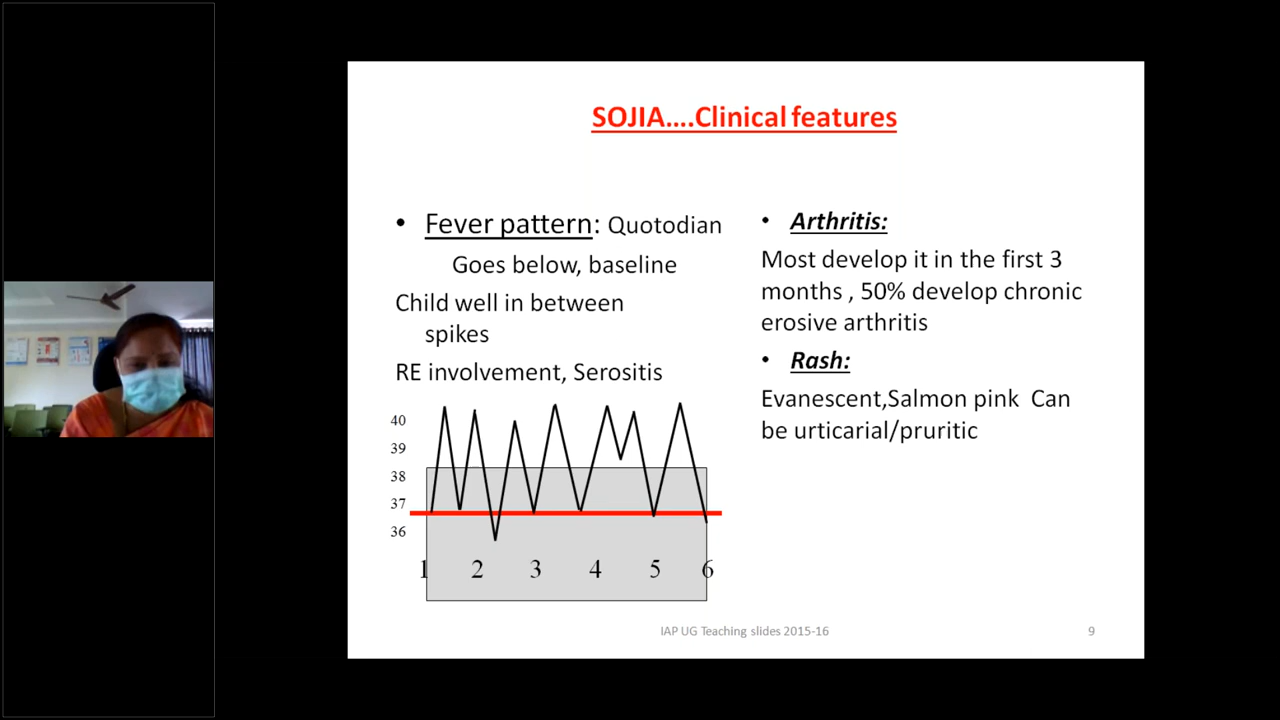 SOJIA....Clinical features
• Fever pattern: Quotodian
Goes below, baseline
Child well in between
spikes
RE involvement, Serositis
40
39
38
37
36
1 2 3 4 5 6
• Arthritis:
Most develop it in the first 3
months , 50% develop chronic
erosive arthritis
• Rash:
Evanescent,Salmon pink Can
be urticarial/pruritic
IAP UG Teaching slides 2015-16
9